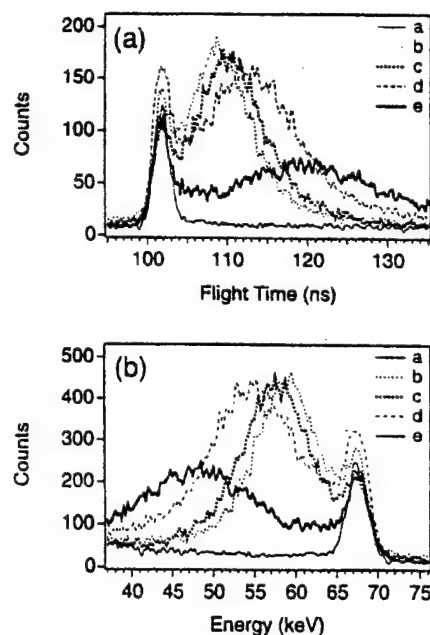 (a)
a
b
c
d
e
Counts
200
150
100
50
0
100 110 120 130
Flight Time (ns)
(b)
a
b
c
d
e
Counts
500
400
300
200
100
0
40 45 50 55 60 65 70 75
Energy (keV)